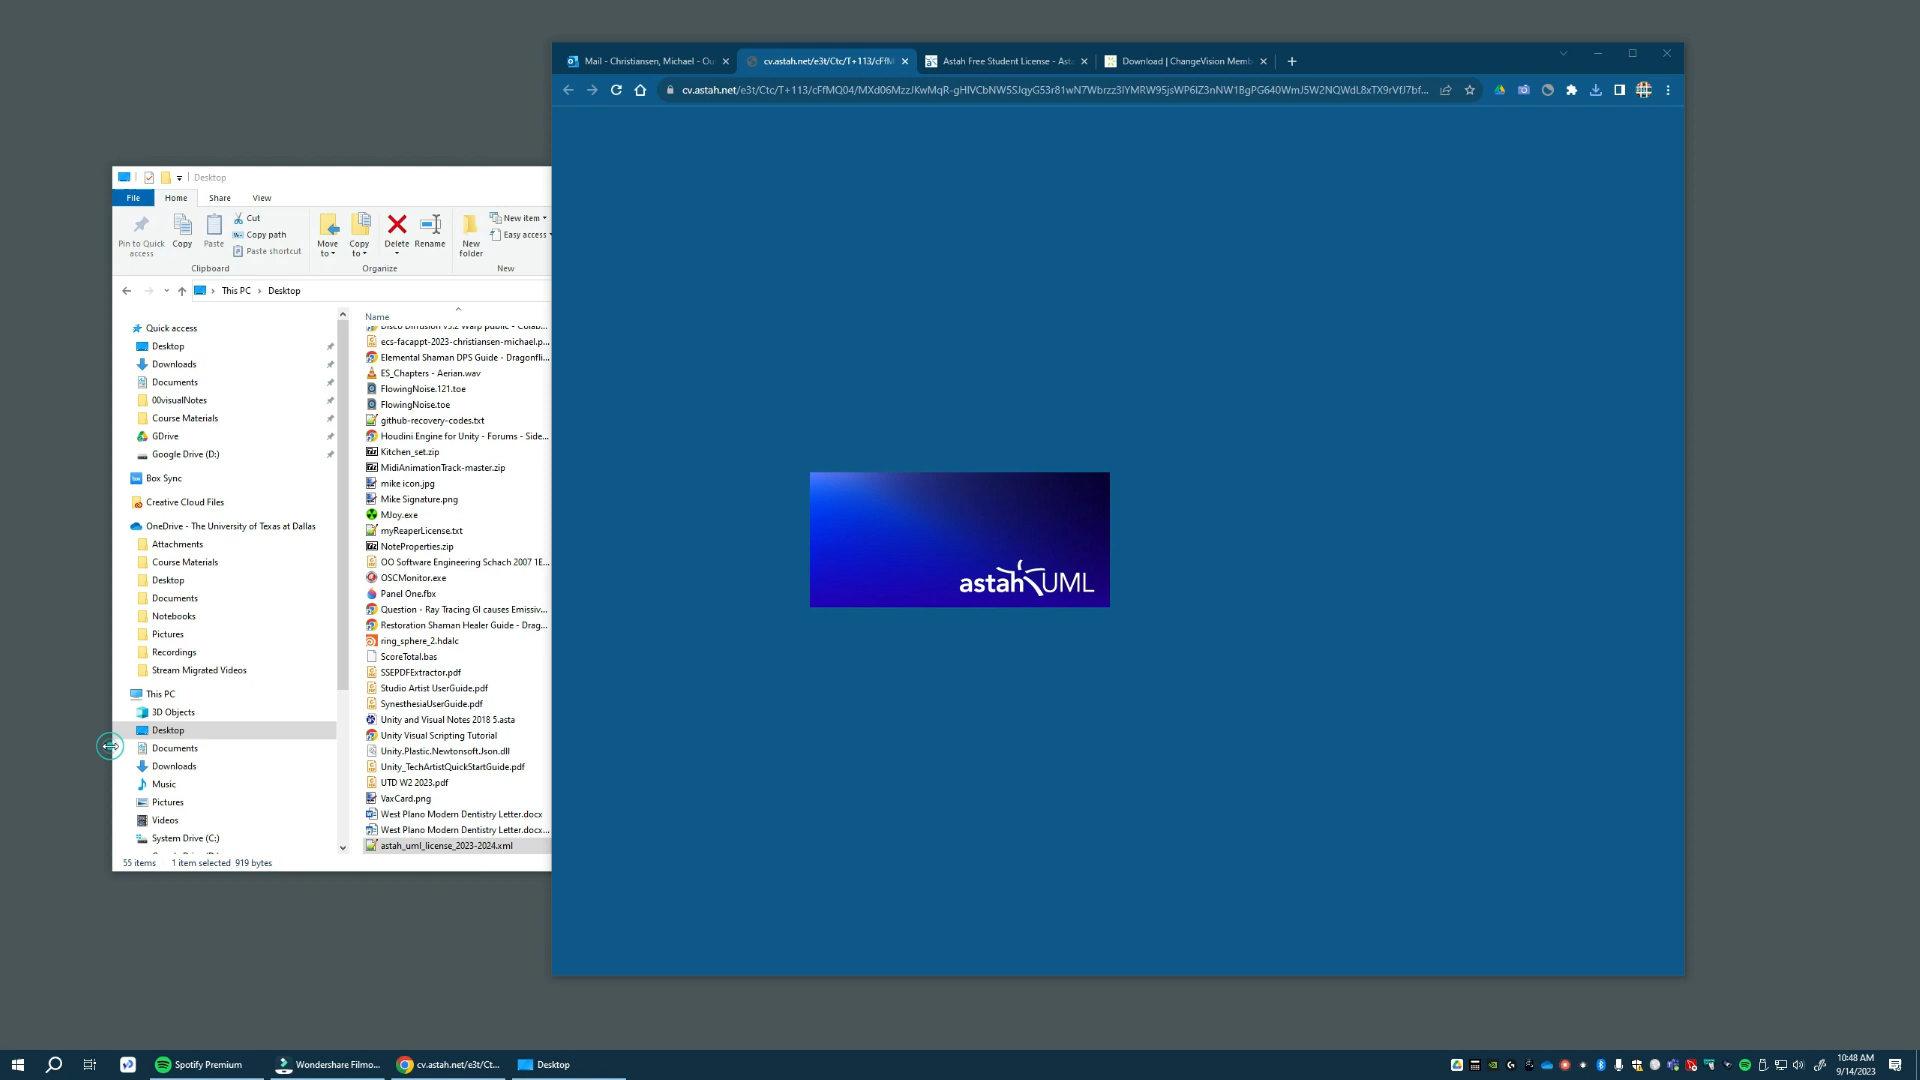 Mail - Christiansen, Michael - Ou
cv.astah.net/e3t/Ctc/T+113/cFfM
Astah Free Student License - Ast
Download | ChangeVision Memb
Desktop
File
Home
Share
View
Pin to Quick access
Copy
Paste
Cut
Copy path
Paste shortcut
Clipboard
Move to
Copy to
Delete
Rename
Organize
New folder
New item
Easy access
New
This PC
Desktop
Quick access
Desktop
Downloads
Documents
00visualNotes
Course Materials
GDrive
Google Drive (D:)
Box Sync
Creative Cloud Files
OneDrive - The University of Texas at Dallas
Attachments
Course Materials
Desktop
Documents
Notebooks
Pictures
Recordings
Stream Migrated Videos
This PC
3D Objects
Desktop
Documents
Downloads
Music
Pictures
Videos
System Drive (C:)
Name
Disco Diffusion v5.2 Warp public - Colab...
ecs-facappt-2023-christiansen-michael.p...
Elemental Shaman DPS Guide - Dragonfli...
ES_Chapters - Aerian.wav
FlowingNoise.121.toe
FlowingNoise.toe
github-recovery-codes.txt
Houdini Engine for Unity - Forums - Side...
Kitchen_set.zip
MidiAnimationTrack-master.zip
mike icon.jpg
Mike Signature.png
MJoy.exe
myReaperLicense.txt
NoteProperties.zip
OO Software Engineering Schach 2007 1E...
OSCMonitor.exe
Panel One.fbx
Question - Ray Tracing GI causes Emissiv...
Restoration Shaman Healer Guide - Drag...
ring_sphere_2.hdalc
ScoreTotal.bas
SSEPDFExtractor.pdf
Studio Artist UserGuide.pdf
SynesthesiaUserGuide.pdf
Unity and Visual Notes 2018 5.asta
Unity Visual Scripting Tutorial
Unity.Plastic.Newtonsoft.Json.dll
Unity_TechArtistQuickStartGuide.pdf
UTD W2 2023.pdf
VaxCard.png
West Plano Modern Dentistry Letter.docx
West Plano Modern Dentistry Letter.docx...
astah_uml_license_2023-2024.xml
55 items
1 item selected 919 bytes
astah UML
Spotify Premium
Wondershare Filmo...
cv.astah.net/e3t/Ct...
Desktop
10:48 AM
9/14/2023